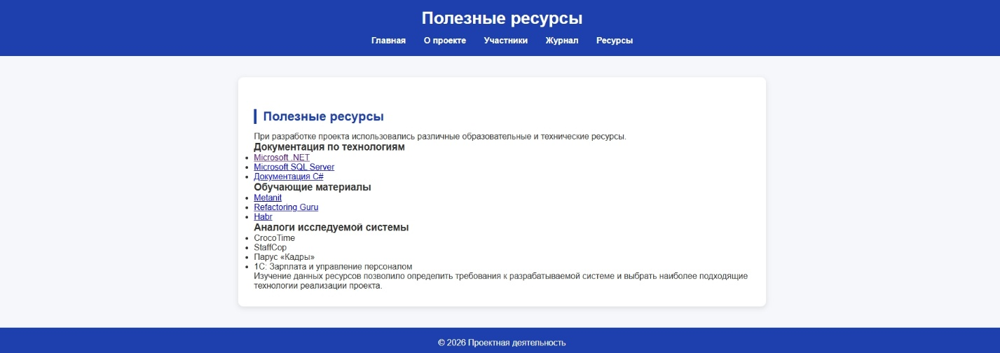 Полезные ресурсы
Главная О проекте Участники Журнал Ресурсы
Полезные ресурсы
При разработке проекта использовались различные образовательные и технические ресурсы.
Документация по технологиям
Microsoft .NET
Microsoft SQL Server
Документация C#
Обучающие материалы
Metanit
Refactoring Guru
Habr
Аналоги исследуемой системы
CrocoTime
StaffCop
Парус «Кадры»
1С: Зарплата и управление персоналом
Изучение данных ресурсов позволило определить требования к разрабатываемой системе и выбрать наиболее подходящие
технологии реализации проекта.
© 2026 Проектная деятельность